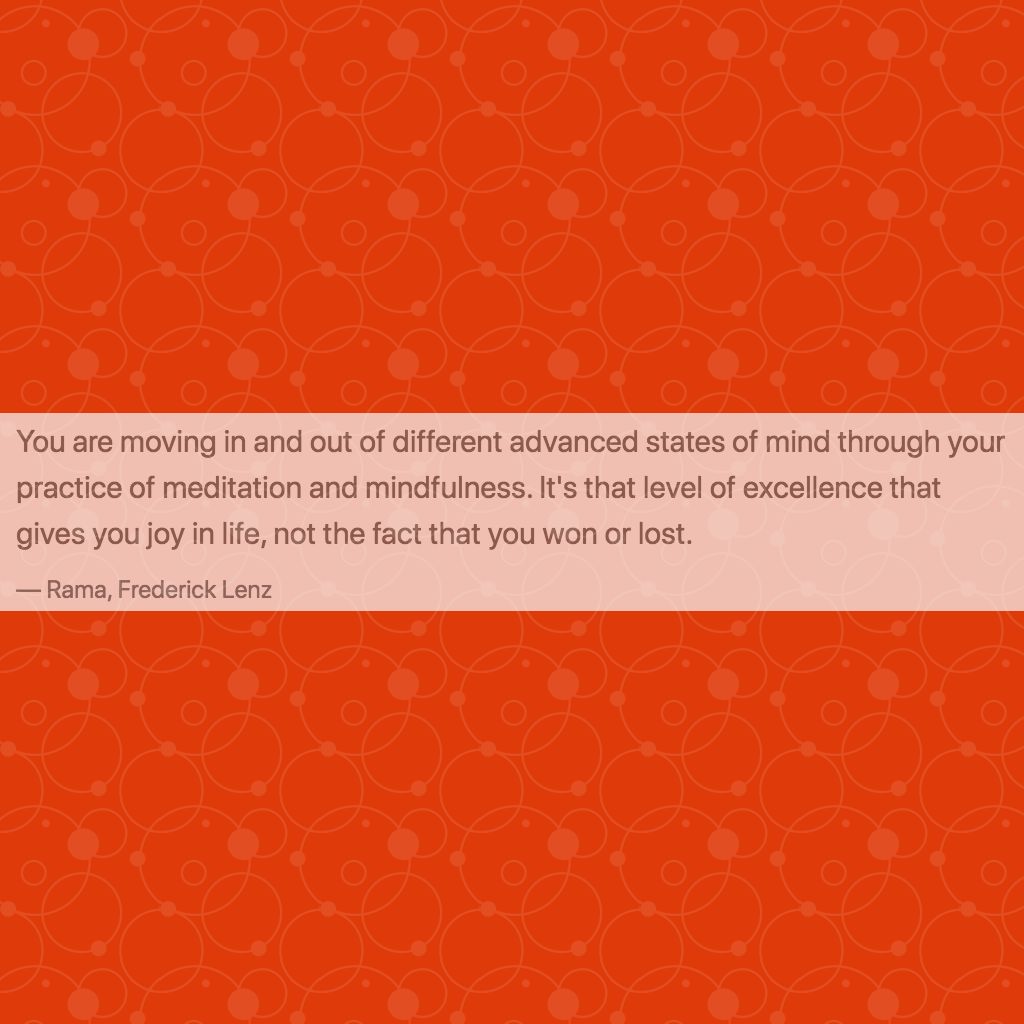 You are moving in and out of different advanced states of mind through your
practice of meditation and mindfulness. It's that level of excellence that
gives you joy in life, not the fact that you won or lost.
— Rama, Frederick Lenz